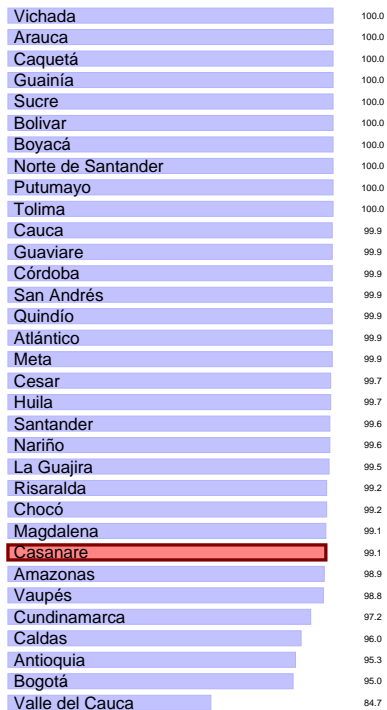 Vichada 100.0
Arauca 100.0
Caquetá 100.0
Guainía 100.0
Sucre 100.0
Bolivar 100.0
Boyacá 100.0
Norte de Santander 100.0
Putumayo 100.0
Tolima 100.0
Cauca 99.9
Guaviare 99.9
Córdoba 99.9
San Andrés 99.9
Quindío 99.9
Atlántico 99.9
Meta 99.9
Cesar 99.7
Huila 99.7
Santander 99.6
Nariño 99.6
La Guajira 99.5
Risaralda 99.2
Chocó 99.2
Magdalena 99.1
Casanare 99.1
Amazonas 98.9
Vaupés 98.8
Cundinamarca 97.2
Caldas 96.0
Antioquia 95.3
Bogotá 95.0
Valle del Cauca 84.7